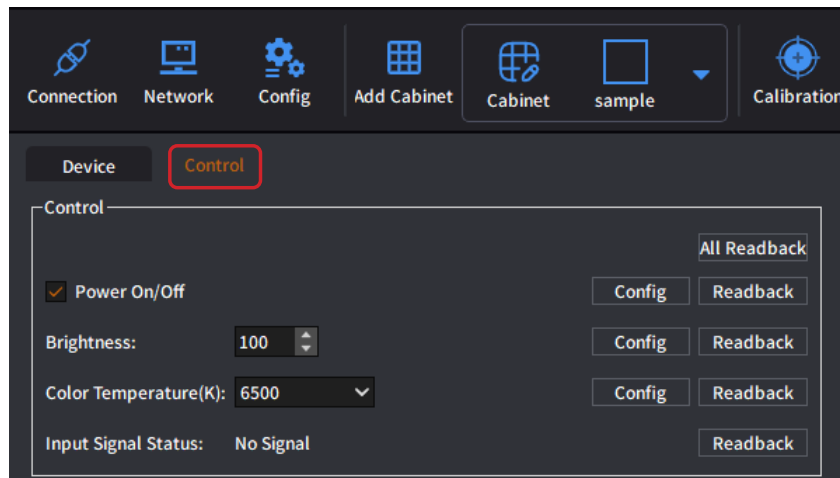 Connection Network Config Add Cabinet Cabinet sample Calibration
Device Control
Control
All Readback
Power On/Off Config Readback
Brightness: 100 Config Readback
Color Temperature(K): 6500 Config Readback
Input Signal Status: No Signal Readback